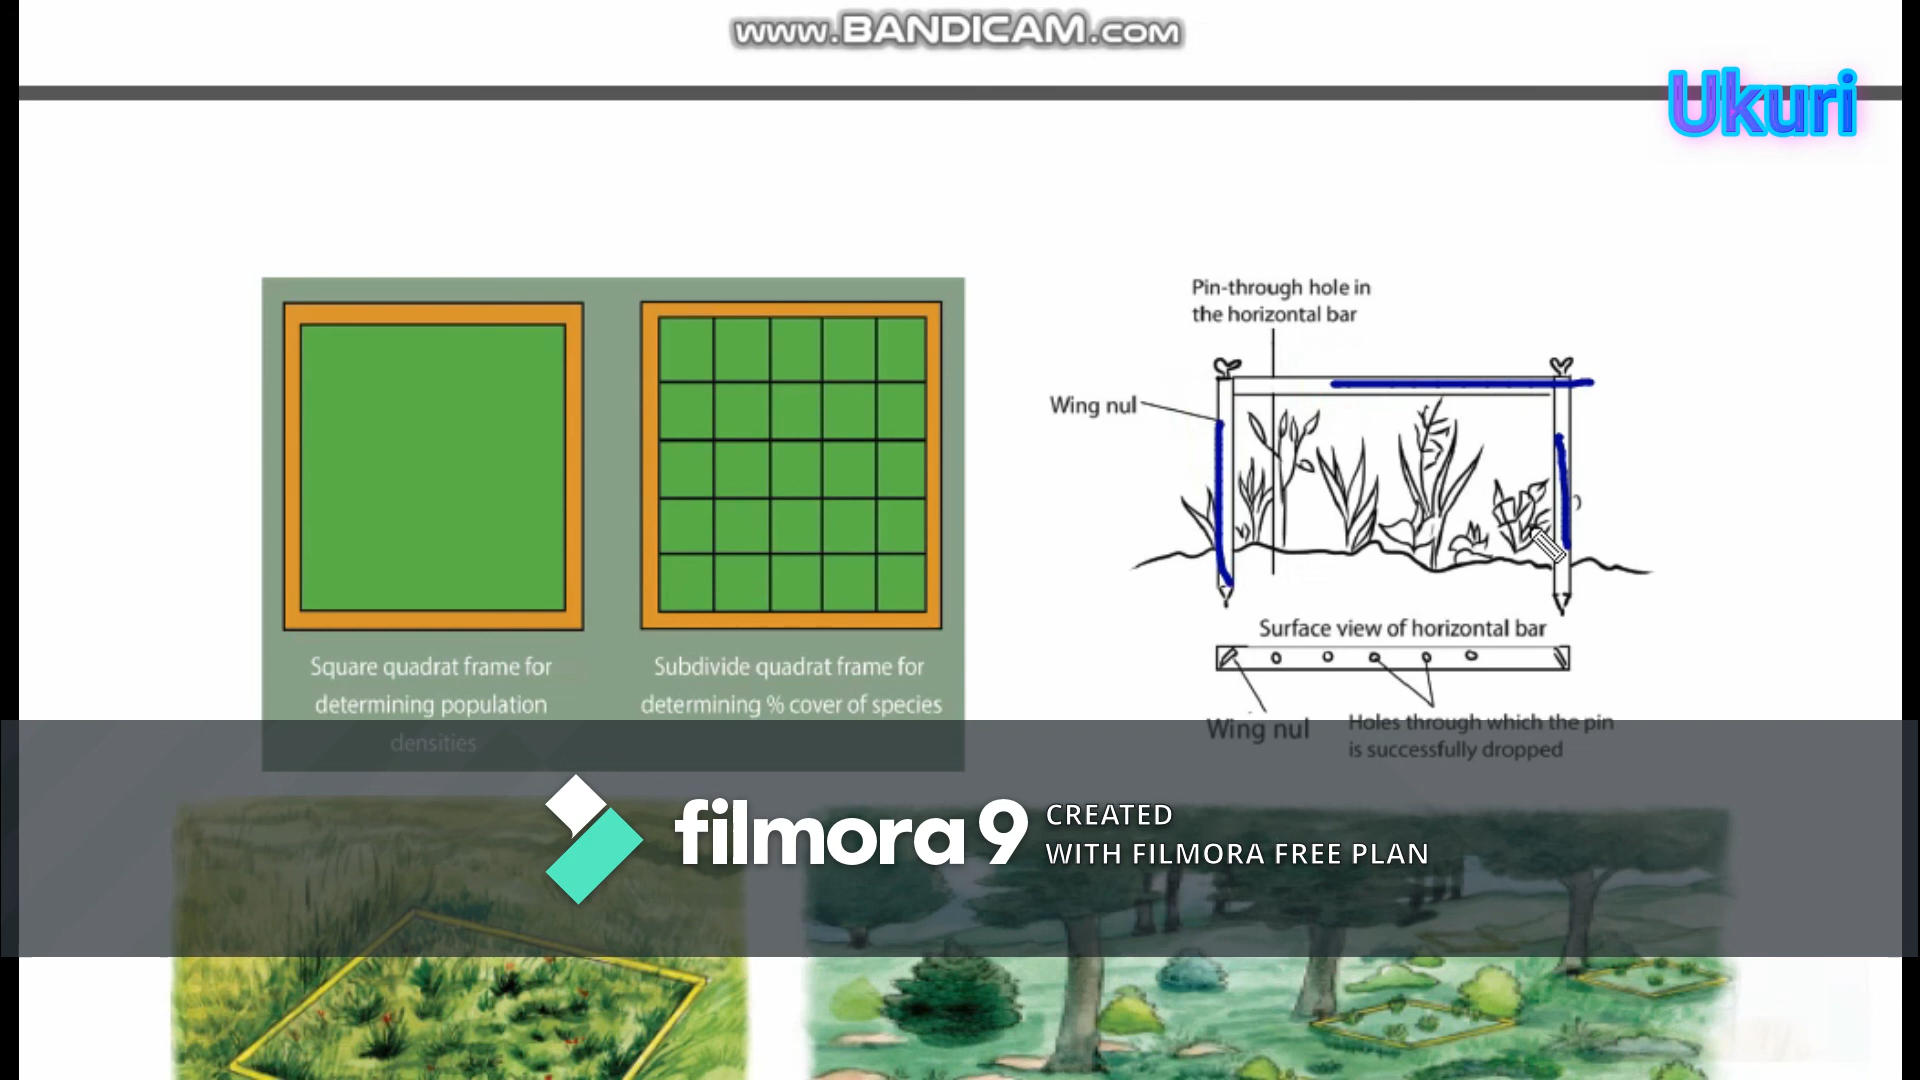 www.BANDICAM.com
Ukuri
Pin-through hole in
the horizontal bar
Wing nul
Square quadrat frame for
determining population
densities
Subdivide quadrat frame for
determining % cover of species
Surface view of horizontal bar
Wing nul
Holes through which the pin
is successfully dropped
filmora9
CREATED
WITH FILMORA FREE PLAN